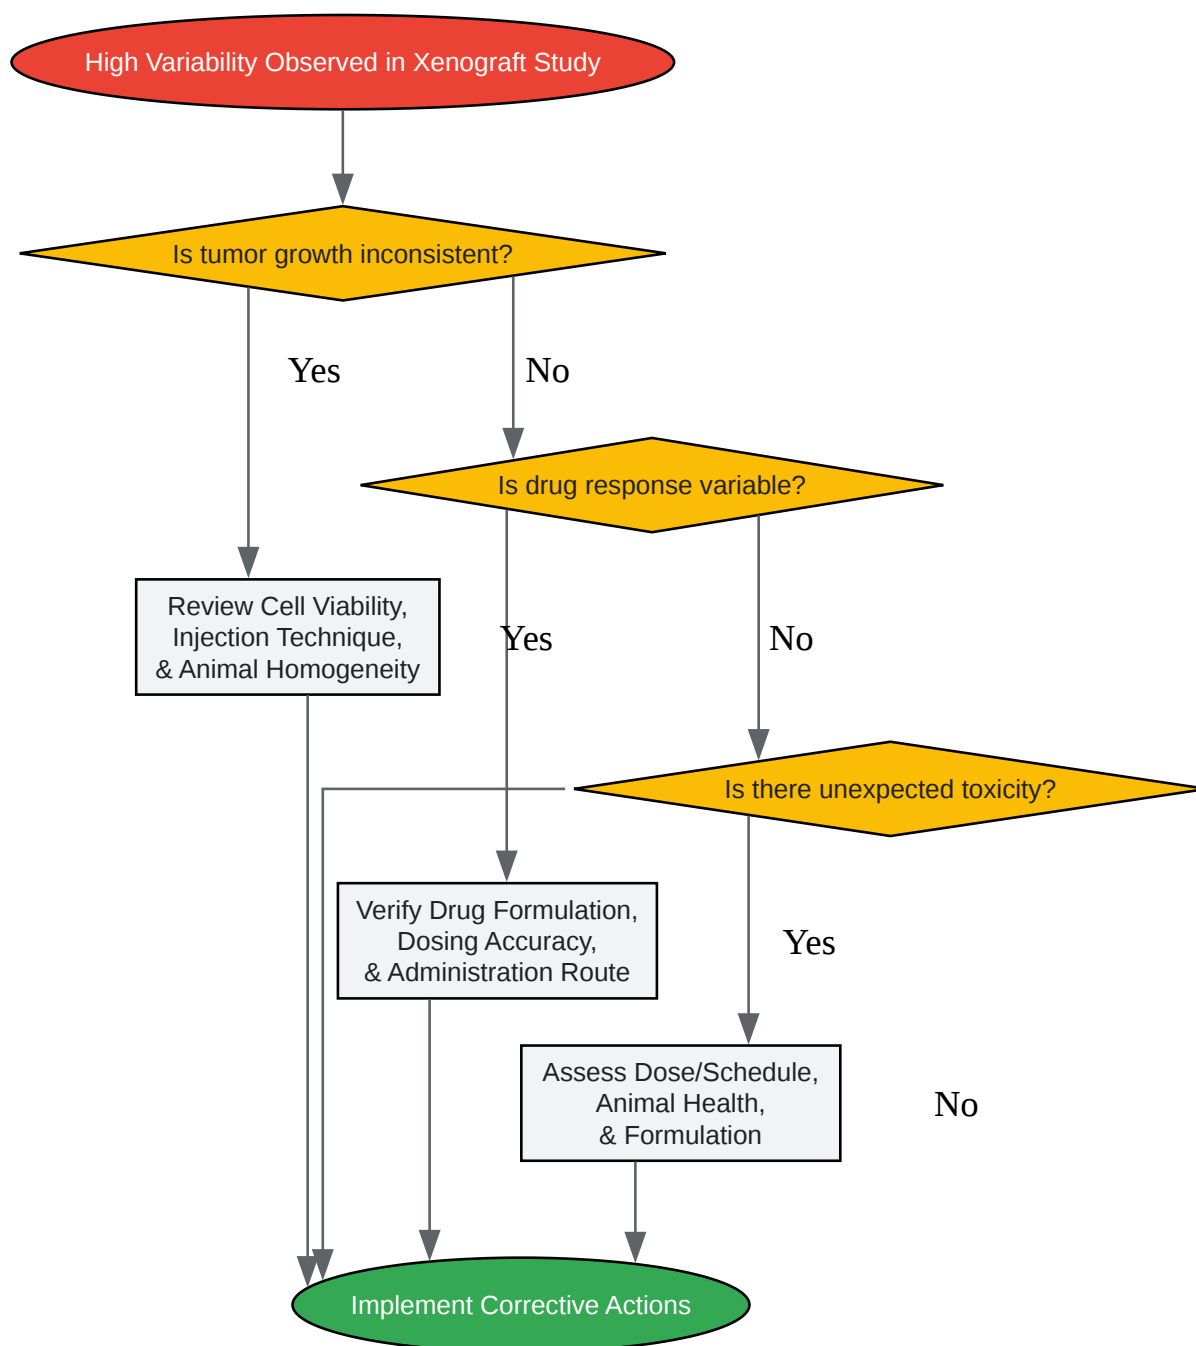 High Variability Observed in Xenograft Study
Is tumor growth inconsistent?
Yes
No
Is drug response variable?
Review Cell Viability,
Injection Technique,
& Animal Homogeneity
Yes
No
Is there unexpected toxicity?
Verify Drug Formulation,
Dosing Accuracy,
& Administration Route
Yes
Assess Dose/Schedule,
Animal Health,
& Formulation
No
Implement Corrective Actions